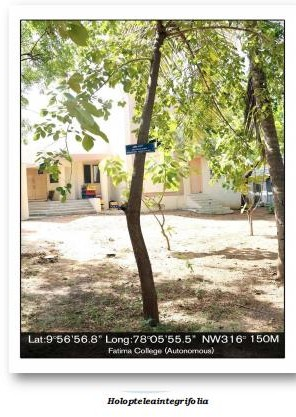 Lat:9°56'56.8" Long:78°05'55.5" NW316° 150M
Fatima College (Autonomous)
Holopteleaintegrifolia